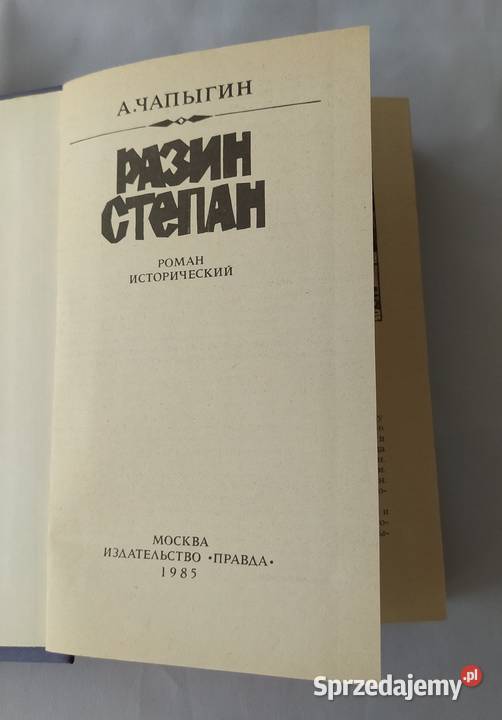 А. ЧАПЫГИН
РАЗИН
СТЕПАН
РОМАН
ИСТОРИЧЕСКИЙ
МОСКВА
ИЗДАТЕЛЬСТВО «ПРАВДА»
1985
Sprzedajemy.pl